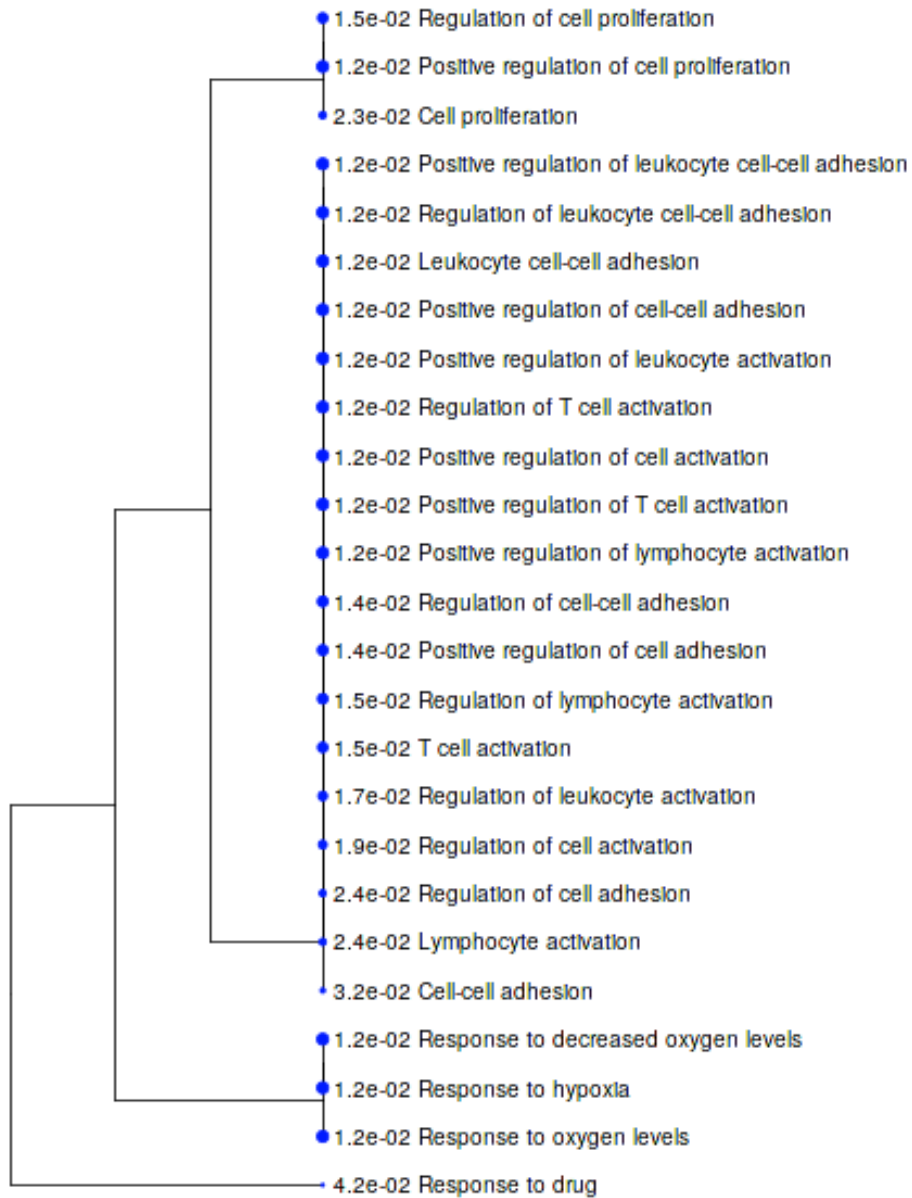 1.5e-02 Regulation of cell proliferation
1.2e-02 Positive regulation of cell proliferation
2.3e-02 Cell proliferation
1.2e-02 Positive regulation of leukocyte cell-cell adhesion
1.2e-02 Regulation of leukocyte cell-cell adhesion
1.2e-02 Leukocyte cell-cell adhesion
1.2e-02 Positive regulation of cell-cell adhesion
1.2e-02 Positive regulation of leukocyte activation
1.2e-02 Regulation of T cell activation
1.2e-02 Positive regulation of cell activation
1.2e-02 Positive regulation of T cell activation
1.2e-02 Positive regulation of lymphocyte activation
1.4e-02 Regulation of cell-cell adhesion
1.4e-02 Positive regulation of cell adhesion
1.5e-02 Regulation of lymphocyte activation
1.5e-02 T cell activation
1.7e-02 Regulation of leukocyte activation
1.9e-02 Regulation of cell activation
2.4e-02 Regulation of cell adhesion
2.4e-02 Lymphocyte activation
3.2e-02 Cell-cell adhesion
1.2e-02 Response to decreased oxygen levels
1.2e-02 Response to hypoxia
1.2e-02 Response to oxygen levels
4.2e-02 Response to drug